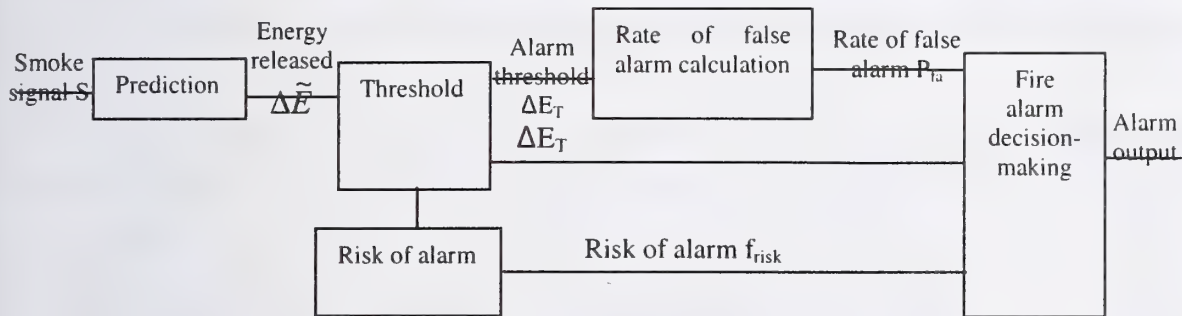 Smoke
signal S
Prediction
Energy
released
ΔẼ
Threshold
Alarm
threshold
ΔE_T
ΔE_T
Rate of false
alarm calculation
Rate of false
alarm P_fa
Fire
alarm
decision-
making
Alarm
output
Risk of alarm
Risk of alarm f_risk